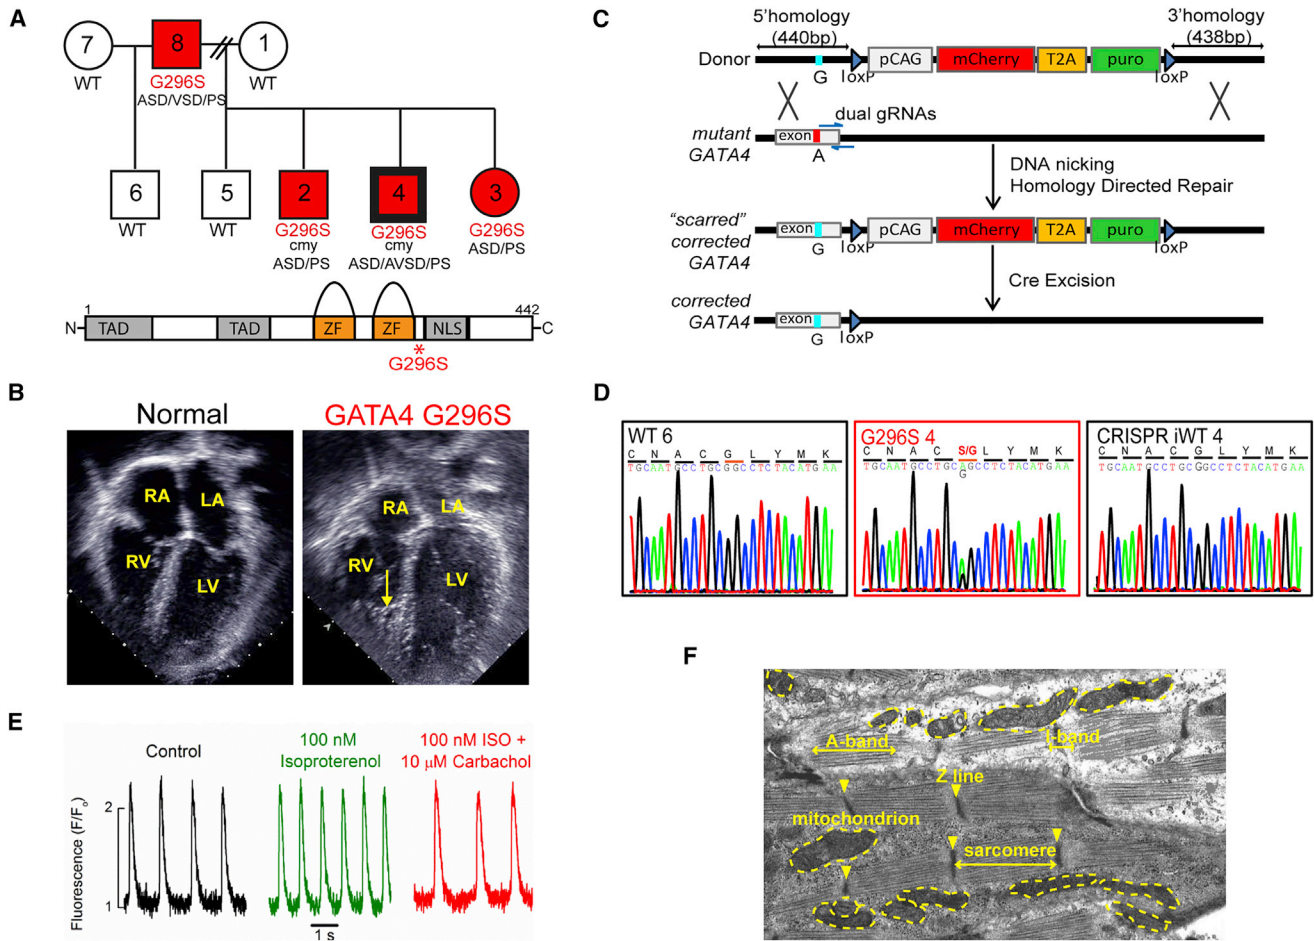 A
7
8
1
WT
G296S
ASD/VSD/PS
WT
6
5
2
4
3
WT
WT
G296S
cmy
ASD/PS
G296S
cmy
ASD/AVSD/PS
G296S
ASD/PS
1
442
N
TAD
TAD
ZF
ZF
NLS
C
*
G296S
B
Normal
GATA4 G296S
RA
LA
RV
LV
RA
LA
RV
LV
C
5'homology
(440bp)
3'homology
(438bp)
Donor
G
loxP
pCAG
mCherry
T2A
puro
loxP
dual gRNAs
mutant
GATA4
exon
A
DNA nicking
Homology Directed Repair
“scarred”
corrected
GATA4
exon
G
loxP
pCAG
mCherry
T2A
puro
loxP
Cre Excision
corrected
GATA4
exon
G
loxP
D
WT 6
C N A C G L Y M K
TGCAATGCCTGCGGCCTCTACATGAA
G296S 4
C N A C S/G L Y M K
TGCAATGCCTGCAGCCTCTACATGAA
G
CRISPR iWT 4
C N A C G L Y M K
TGCAATGCCTGCGGCCTCTACATGAA
E
Control
100 nM
Isoproterenol
100 nM ISO +
10 μM Carbachol
Fluorescence (F/Fo)
2
1
1 s
F
A-band
I-band
Z line
mitochondrion
sarcomere